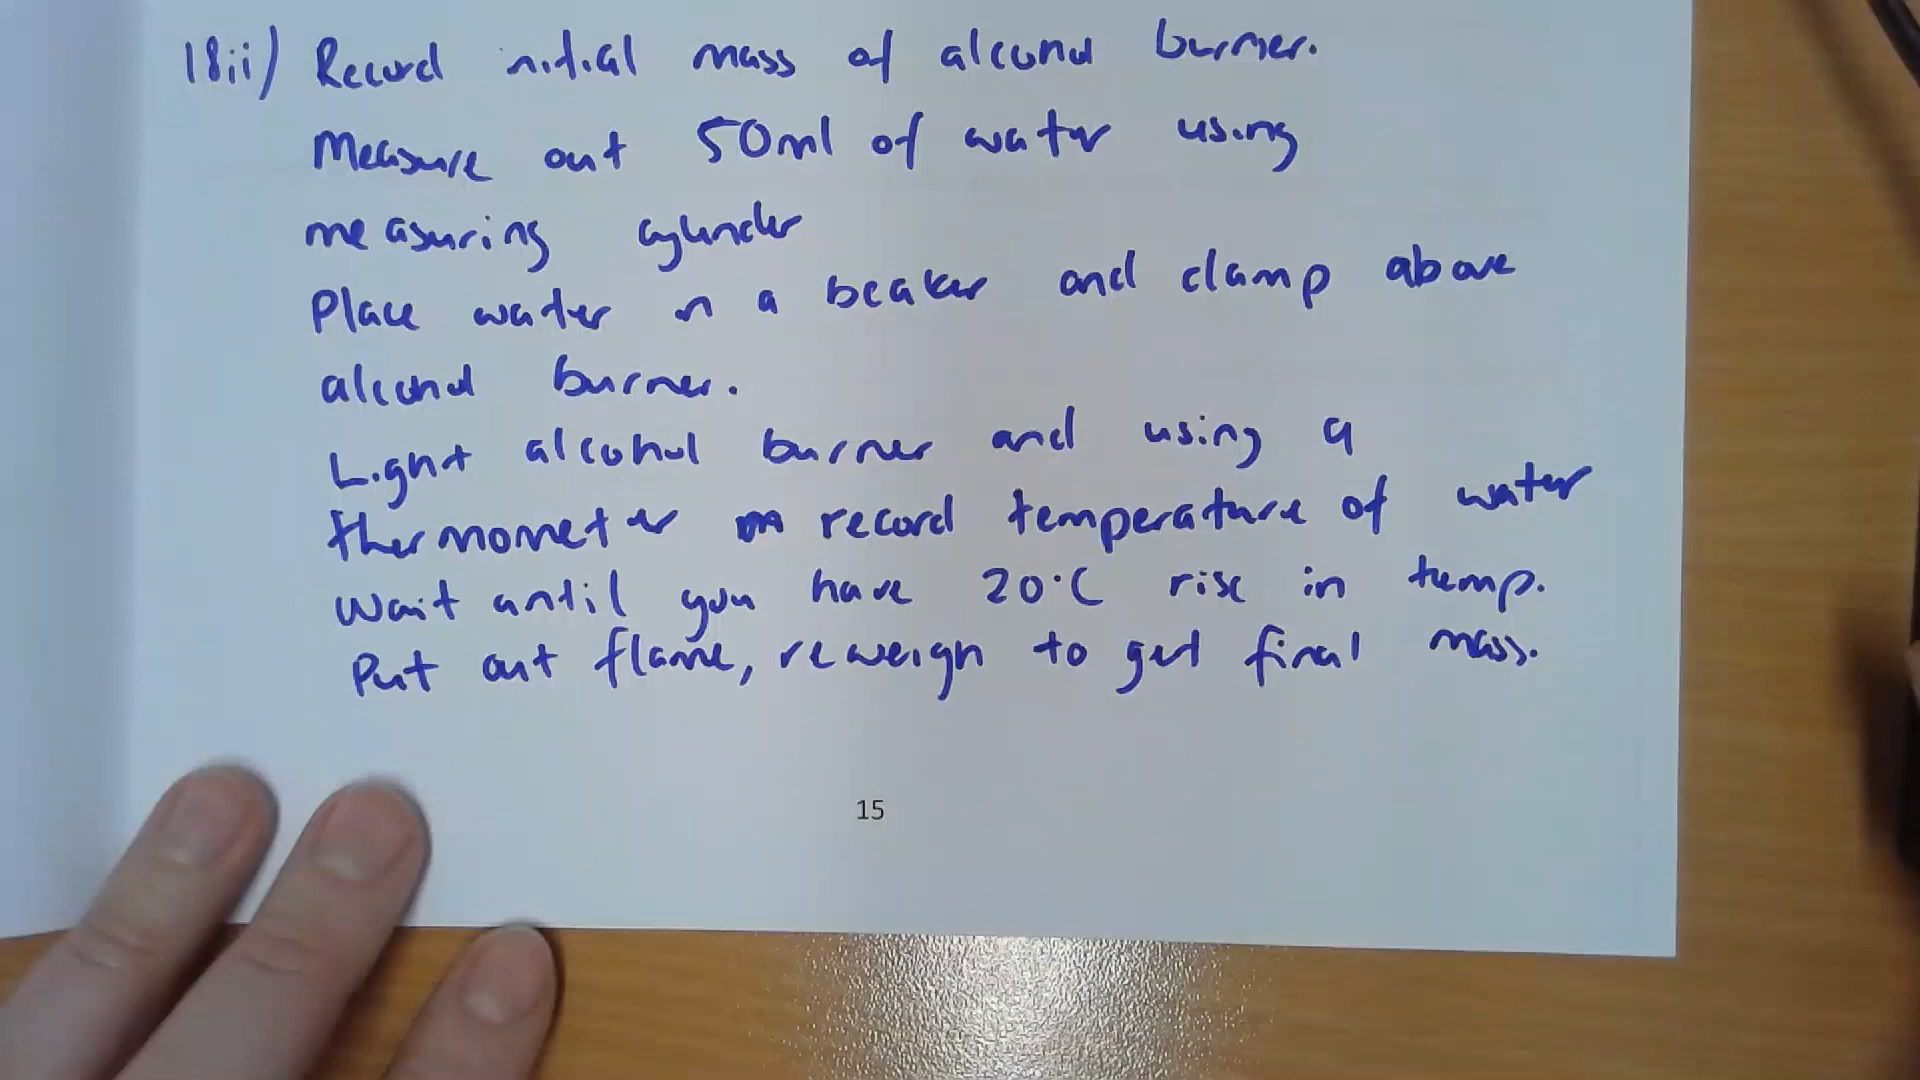 18ii) Record initial mass of alcohol burner.
Measure out 50ml of water using
measuring cylinder
Place water in a beaker and clamp above
alcohol burner.
Light alcohol burner and using a
thermometer record temperature of water
Wait until you have 20°C rise in temp.
Put out flame, reweigh to get final mass.
15